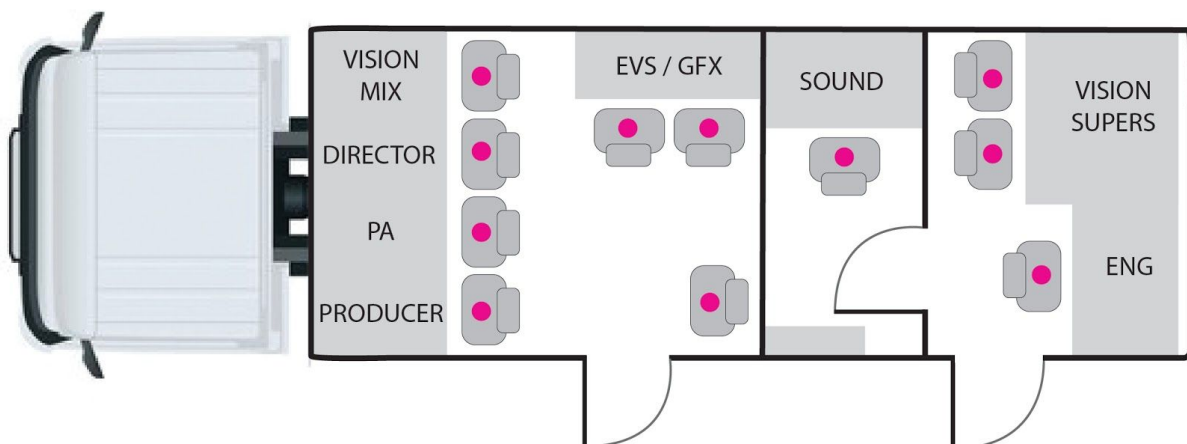 VISION
MIX
DIRECTOR
PA
PRODUCER
EVS / GFX
SOUND
VISION
SUPERS
ENG